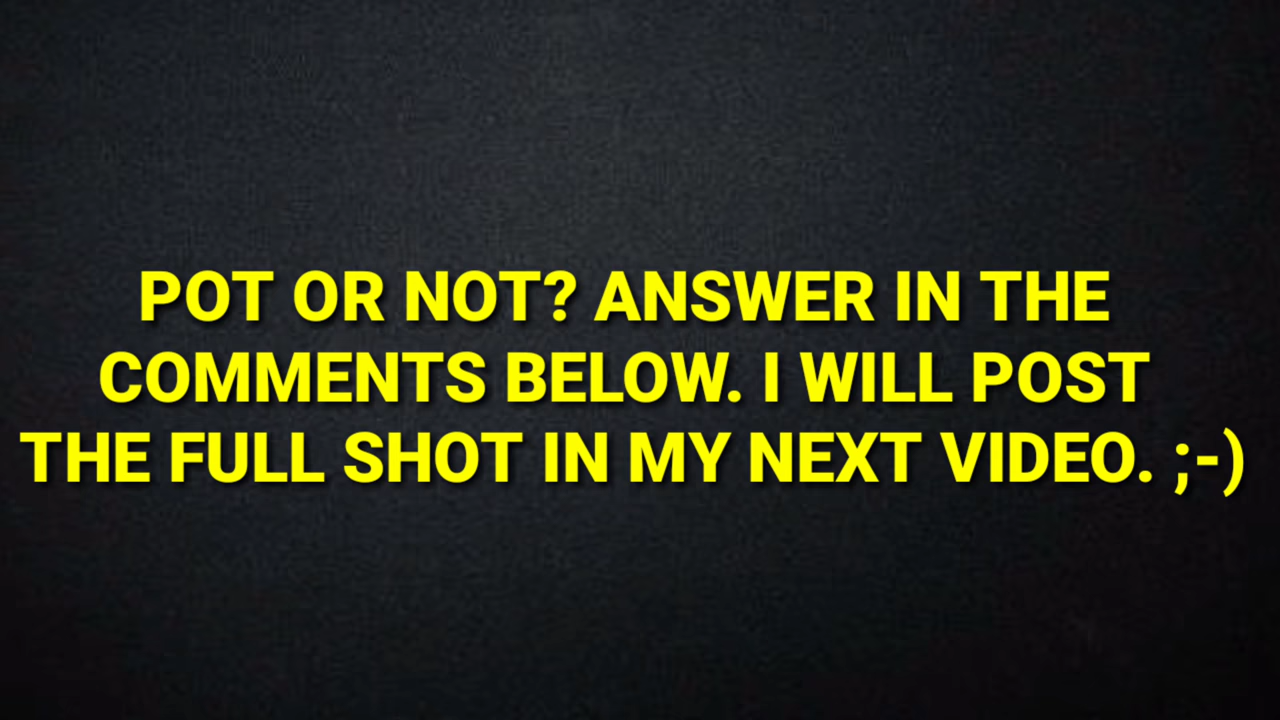 POT OR NOT? ANSWER IN THE
COMMENTS BELOW. I WILL POST
THE FULL SHOT IN MY NEXT VIDEO. ;-)